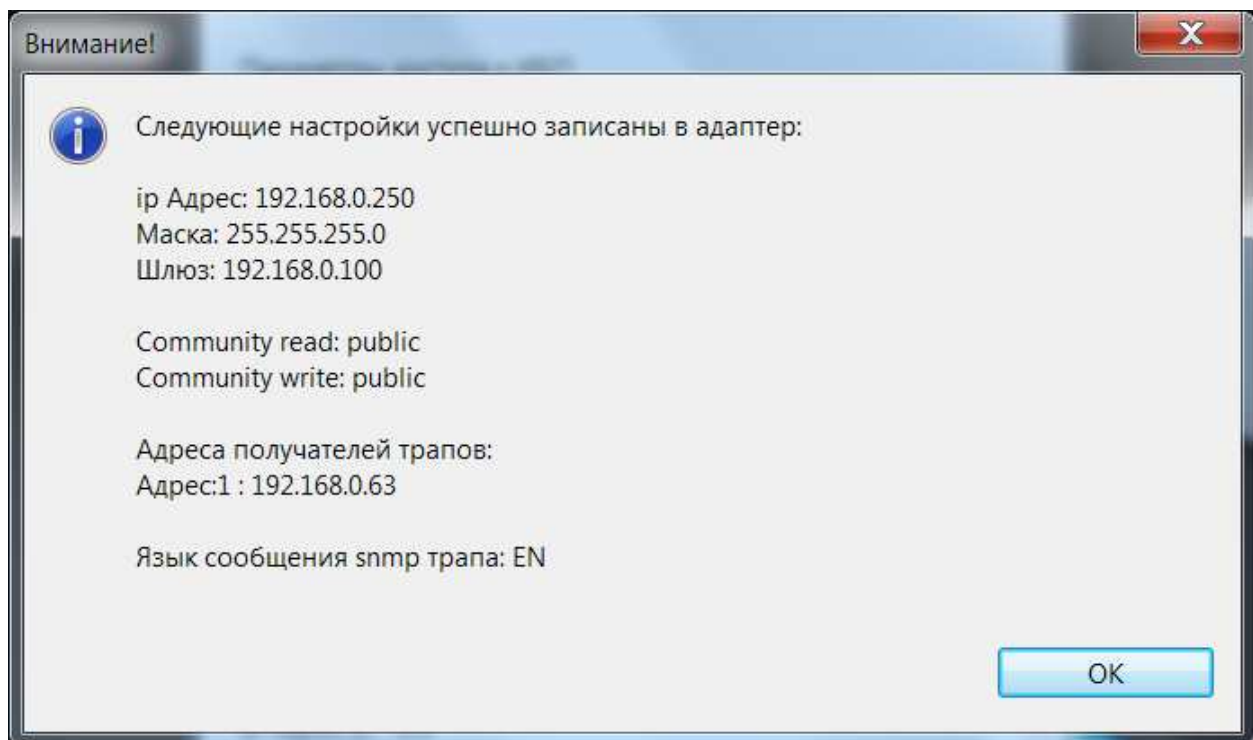 Внимание!
Следующие настройки успешно записаны в адаптер:
ip Адрес: 192.168.0.250
Маска: 255.255.255.0
Шлюз: 192.168.0.100
Community read: public
Community write: public
Адреса получателей трапов:
Адрес:1 : 192.168.0.63
Язык сообщения snmp трапа: EN
OK